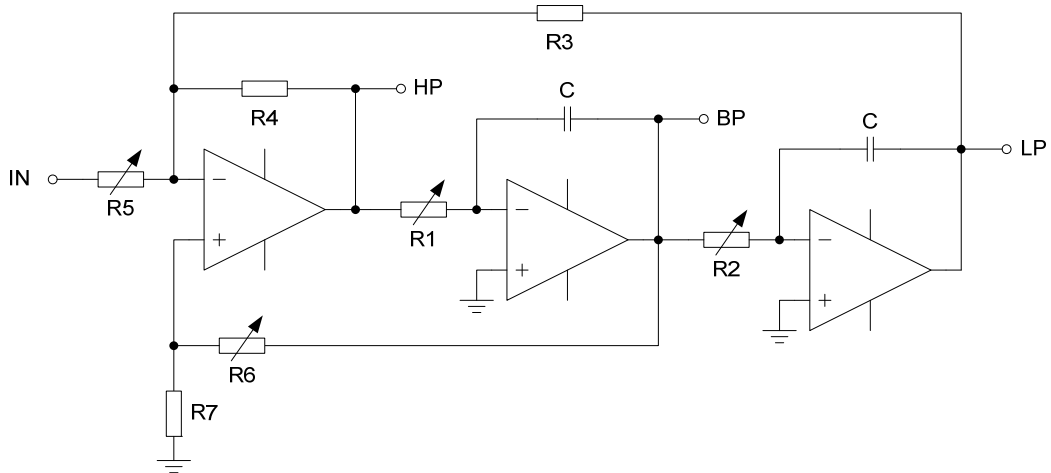 R3
HP
R4
C
BP
C
LP
IN
R5
−
+
R1
−
+
R2
−
+
R6
R7